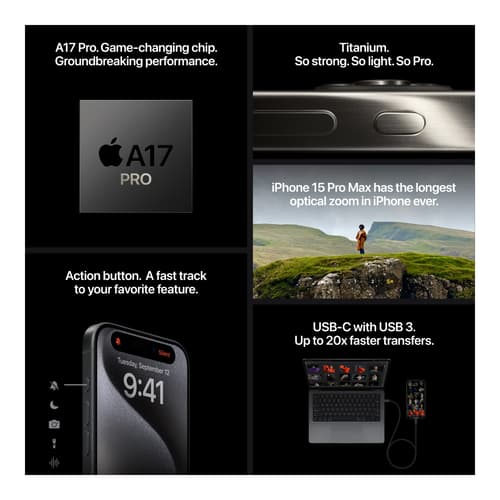 A17 Pro. Game-changing chip.
Groundbreaking performance.
A17
PRO
Titanium.
So strong. So light. So Pro.
iPhone 15 Pro Max has the longest
optical zoom in iPhone ever.
Action button. A fast track
to your favorite feature.
Silent
Tuesday, September 12
9:41
USB-C with USB 3.
Up to 20x faster transfers.